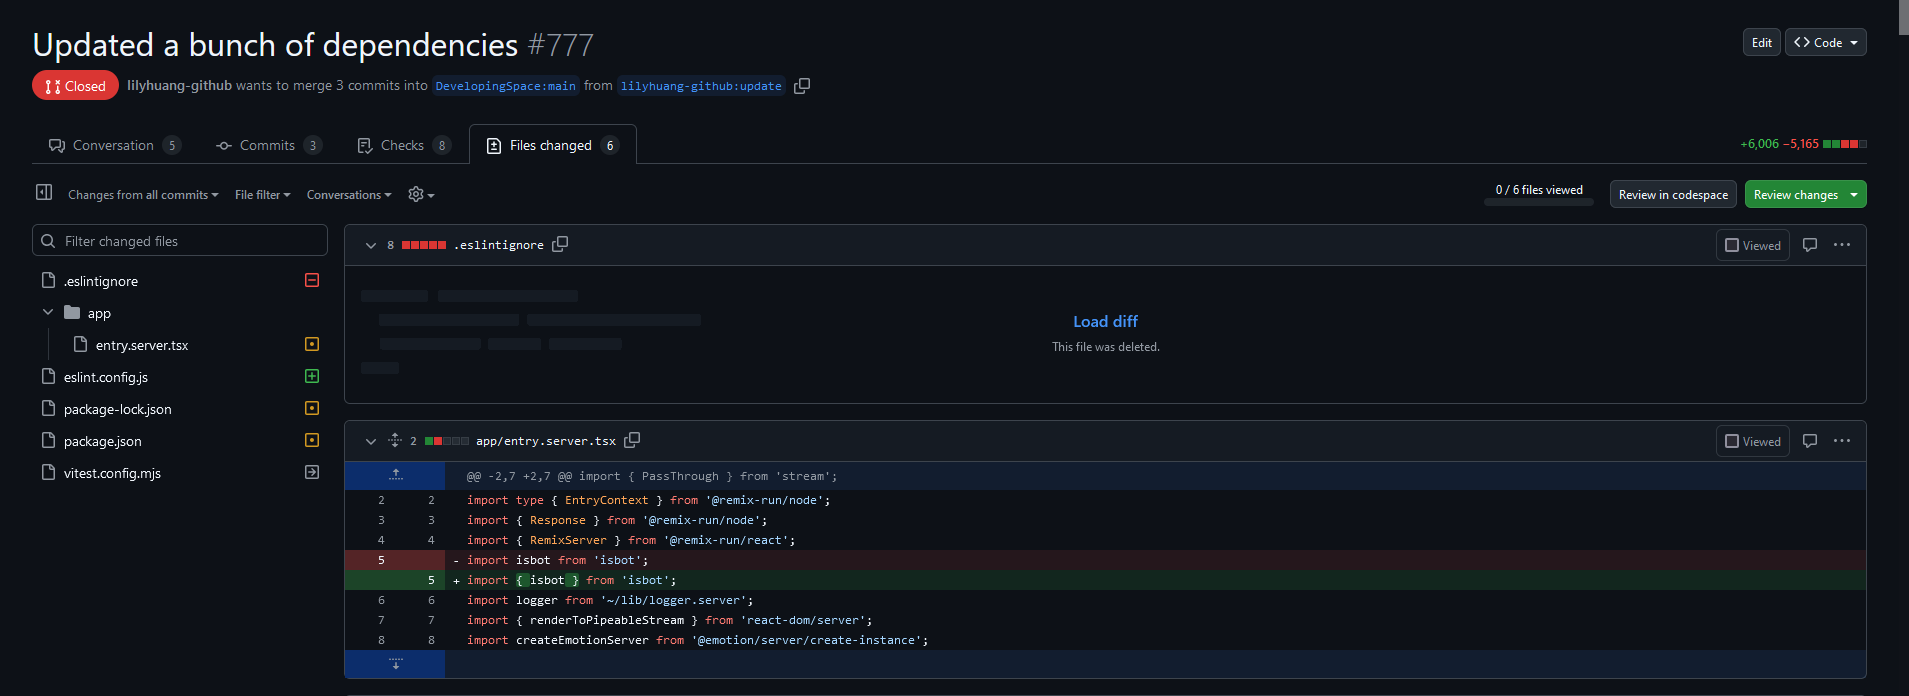 Updated a bunch of dependencies #777
Edit
Code
Closed
lilyhuang-github wants to merge 3 commits into DevelopingSpace:main from lilyhuang-github:update
Conversation 5
Commits 3
Checks 8
Files changed 6
+6,006 −5,165
Changes from all commits
File filter
Conversations
0 / 6 files viewed
Review in codespace
Review changes
Filter changed files
.eslintignore
app
entry.server.tsx
eslint.config.js
package-lock.json
package.json
vitest.config.mjs
8 .eslintignore
Viewed
Load diff
This file was deleted.
2 app/entry.server.tsx
Viewed
@@ -2,7 +2,7 @@ import { PassThrough } from 'stream';
2 2 import type { EntryContext } from '@remix-run/node';
3 3 import { Response } from '@remix-run/node';
4 4 import { RemixServer } from '@remix-run/react';
5 - import isbot from 'isbot';
5 + import { isbot } from 'isbot';
6 6 import logger from '~/lib/logger.server';
7 7 import { renderToPipeableStream } from 'react-dom/server';
8 8 import createEmotionServer from '@emotion/server/create-instance';